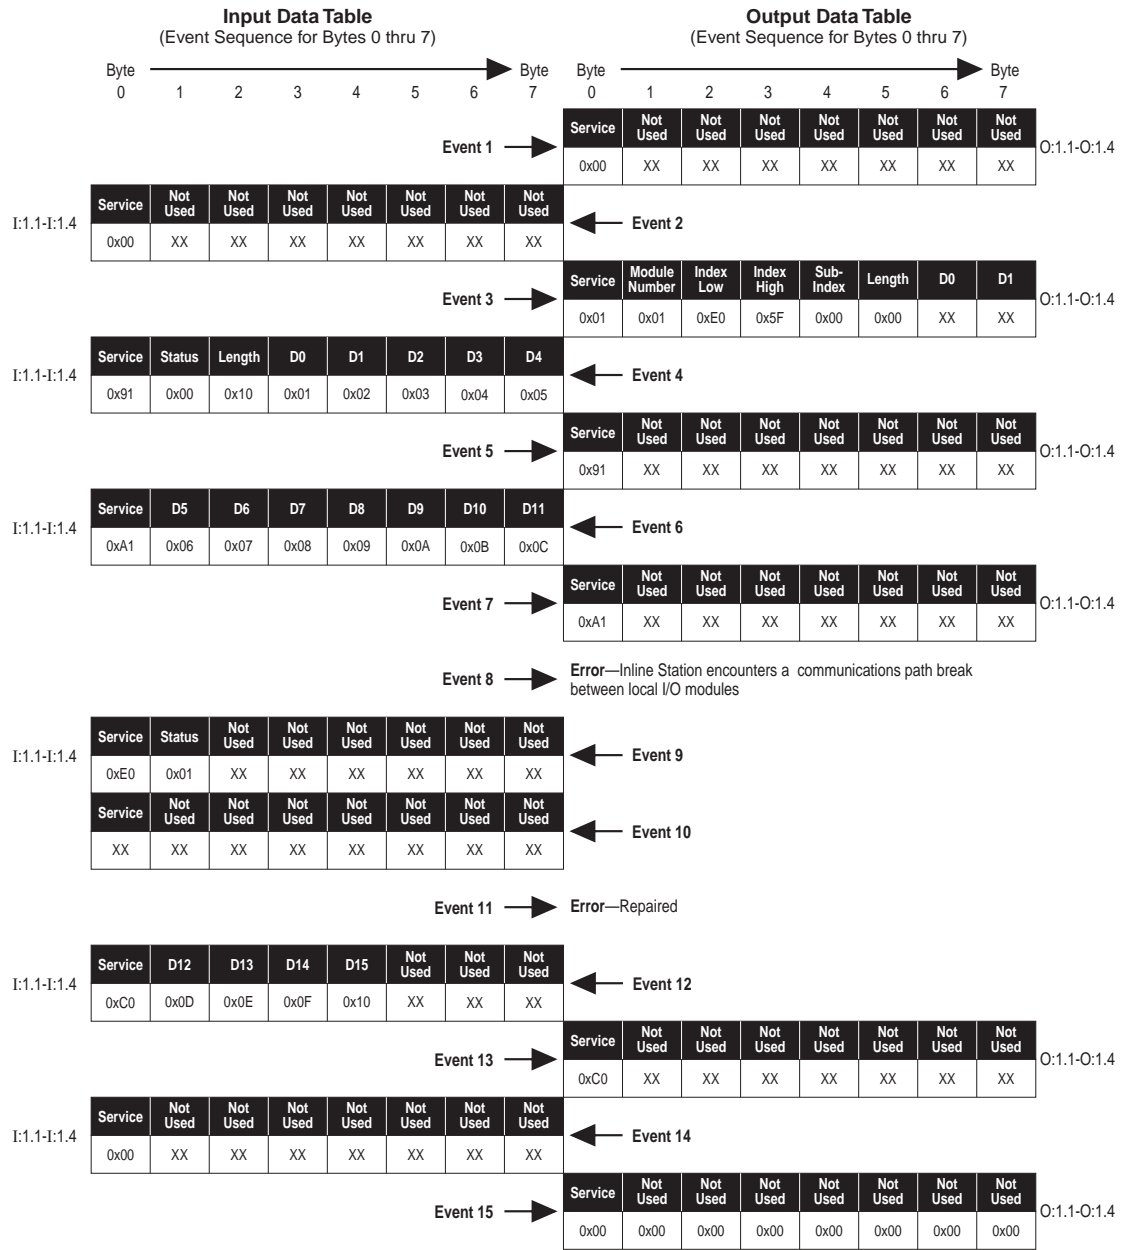 Input Data Table
(Event Sequence for Bytes 0 thru 7)
Output Data Table
(Event Sequence for Bytes 0 thru 7)
Byte Byte Byte Byte
0 1 2 3 4 5 6 7 0 1 2 3 4 5 6 7
Event 1
Service Not Used Not Used Not Used Not Used Not Used Not Used Not Used
0x00 XX XX XX XX XX XX XX
O:1.1-O:1.4
I:1.1-I:1.4
Service Not Used Not Used Not Used Not Used Not Used Not Used Not Used
0x00 XX XX XX XX XX XX XX
Event 2
Event 3
Service Module Number Index Low Index High Sub-Index Length D0 D1
0x01 0x01 0xE0 0x5F 0x00 0x00 XX XX
O:1.1-O:1.4
I:1.1-I:1.4
Service Status Length D0 D1 D2 D3 D4
0x91 0x00 0x10 0x01 0x02 0x03 0x04 0x05
Event 4
Event 5
Service Not Used Not Used Not Used Not Used Not Used Not Used Not Used
0x91 XX XX XX XX XX XX XX
O:1.1-O:1.4
I:1.1-I:1.4
Service D5 D6 D7 D8 D9 D10 D11
0xA1 0x06 0x07 0x08 0x09 0x0A 0x0B 0x0C
Event 6
Event 7
Service Not Used Not Used Not Used Not Used Not Used Not Used Not Used
0xA1 XX XX XX XX XX XX XX
O:1.1-O:1.4
Event 8
Error—Inline Station encounters a communications path break
between local I/O modules
I:1.1-I:1.4
Service Status Not Used Not Used Not Used Not Used Not Used Not Used
0xE0 0x01 XX XX XX XX XX XX
Event 9
Service Not Used Not Used Not Used Not Used Not Used Not Used Not Used
XX XX XX XX XX XX XX XX
Event 10
Event 11
Error—Repaired
I:1.1-I:1.4
Service D12 D13 D14 D15 Not Used Not Used Not Used
0xC0 0x0D 0x0E 0x0F 0x10 XX XX XX
Event 12
Event 13
Service Not Used Not Used Not Used Not Used Not Used Not Used Not Used
0xC0 XX XX XX XX XX XX XX
O:1.1-O:1.4
I:1.1-I:1.4
Service Not Used Not Used Not Used Not Used Not Used Not Used Not Used
0x00 XX XX XX XX XX XX XX
Event 14
Event 15
Service Not Used Not Used Not Used Not Used Not Used Not Used Not Used
0x00 0x00 0x00 0x00 0x00 0x00 0x00 0x00
O:1.1-O:1.4